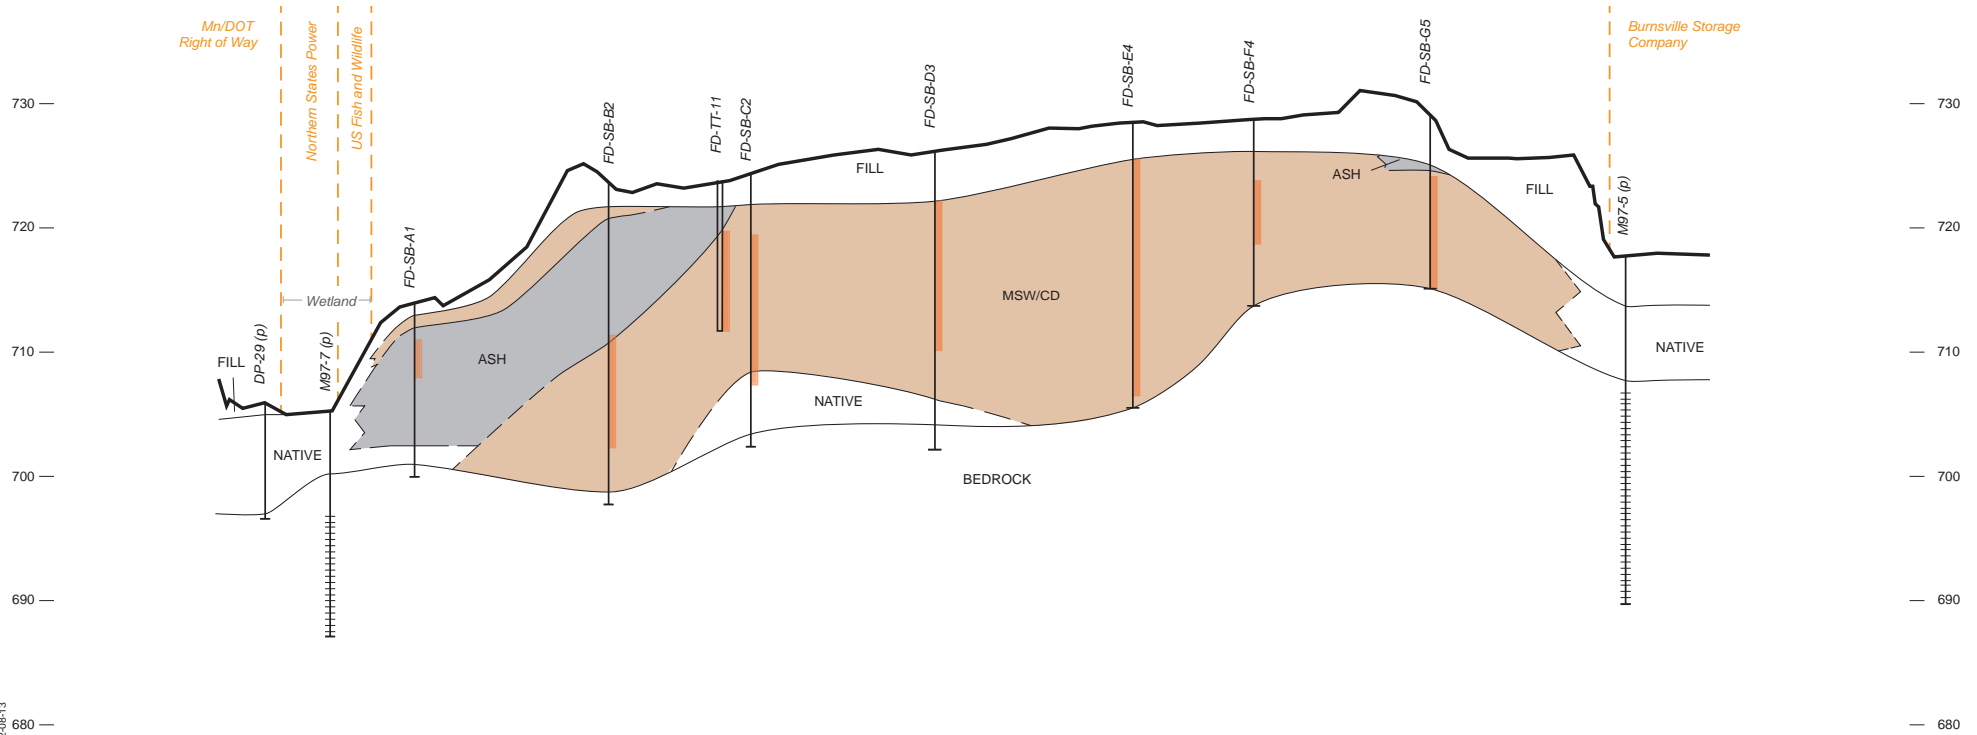 Mn/DOT
Right of Way
Northern States Power
US Fish and Wildlife
Burnsville Storage
Company
FD-SB-A1
FD-SB-B2
FD-TT-11
FD-SB-C2
FD-SB-D3
FD-SB-E4
FD-SB-F4
FD-SB-G5
M97-5 (p)
DP-29 (p)
M97-7 (p)
Wetland
FILL
NATIVE
ASH
FILL
MSW/CD
NATIVE
BEDROCK
ASH
FILL
NATIVE
730
720
710
700
690
680
730
720
710
700
690
680